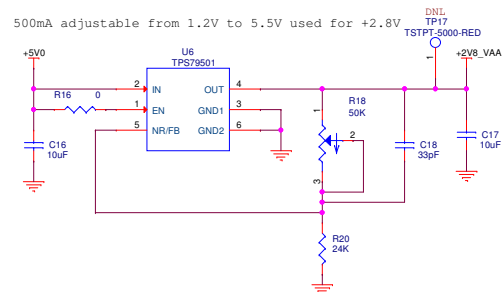 DNL
500mA adjustable from 1.2V to 5.5V used for +2.8V
TP17
TSTPT-5000-RED
+5V0
U6
TPS79501
+2V8_VAA
1
2 IN OUT 4
R16 0
1 EN GND1 3
5 NR/FB GND2 6
1
R18
50K
2
3
C16
10uF
C18
33pF
C17
10uF
R20
24K